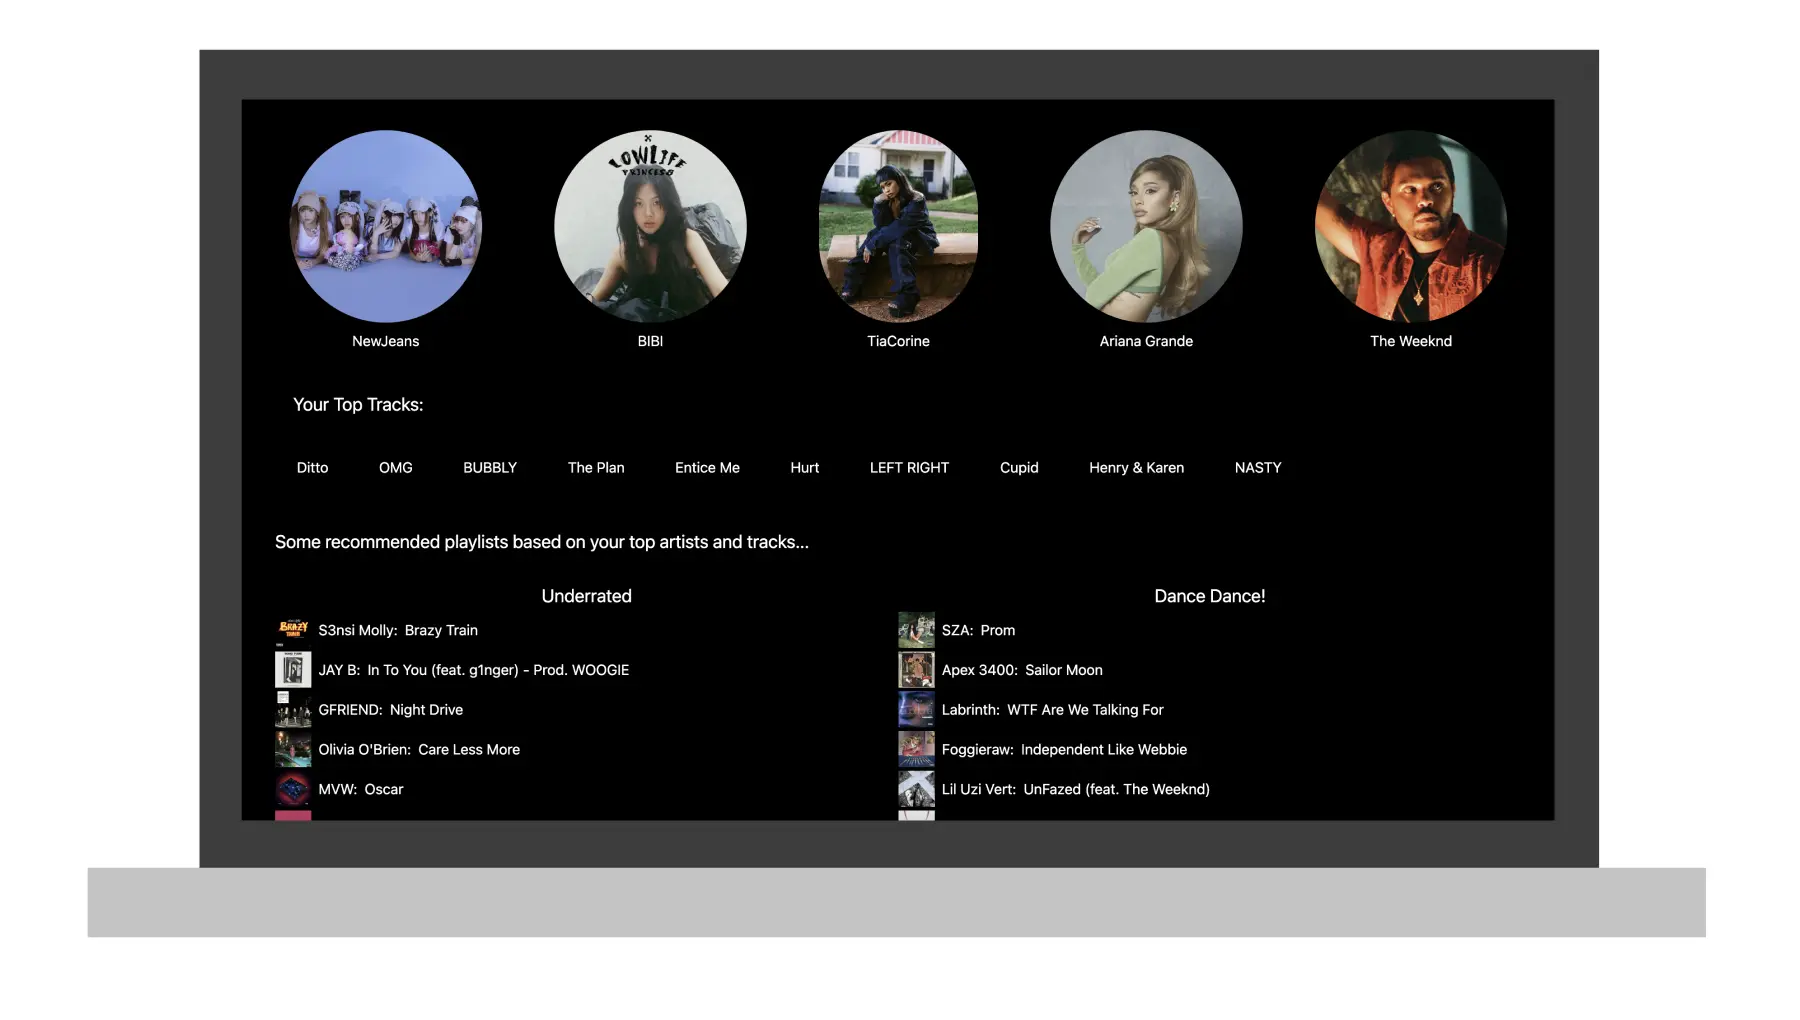 LOWLIFE
PRINCESS
NewJeans
BIBI
TiaCorine
Ariana Grande
The Weeknd
Your Top Tracks:
Ditto
OMG
BUBBLY
The Plan
Entice Me
Hurt
LEFT RIGHT
Cupid
Henry & Karen
NASTY
Some recommended playlists based on your top artists and tracks...
Underrated
BRAZY
TRAIN
S3nsi Molly: Brazy Train
JAY B: In To You (feat. g1nger) - Prod. WOOGIE
GFRIEND: Night Drive
Olivia O'Brien: Care Less More
MVW: Oscar
Dance Dance!
SZA: Prom
Apex 3400: Sailor Moon
Labrinth: WTF Are We Talking For
Foggieraw: Independent Like Webbie
Lil Uzi Vert: UnFazed (feat. The Weeknd)